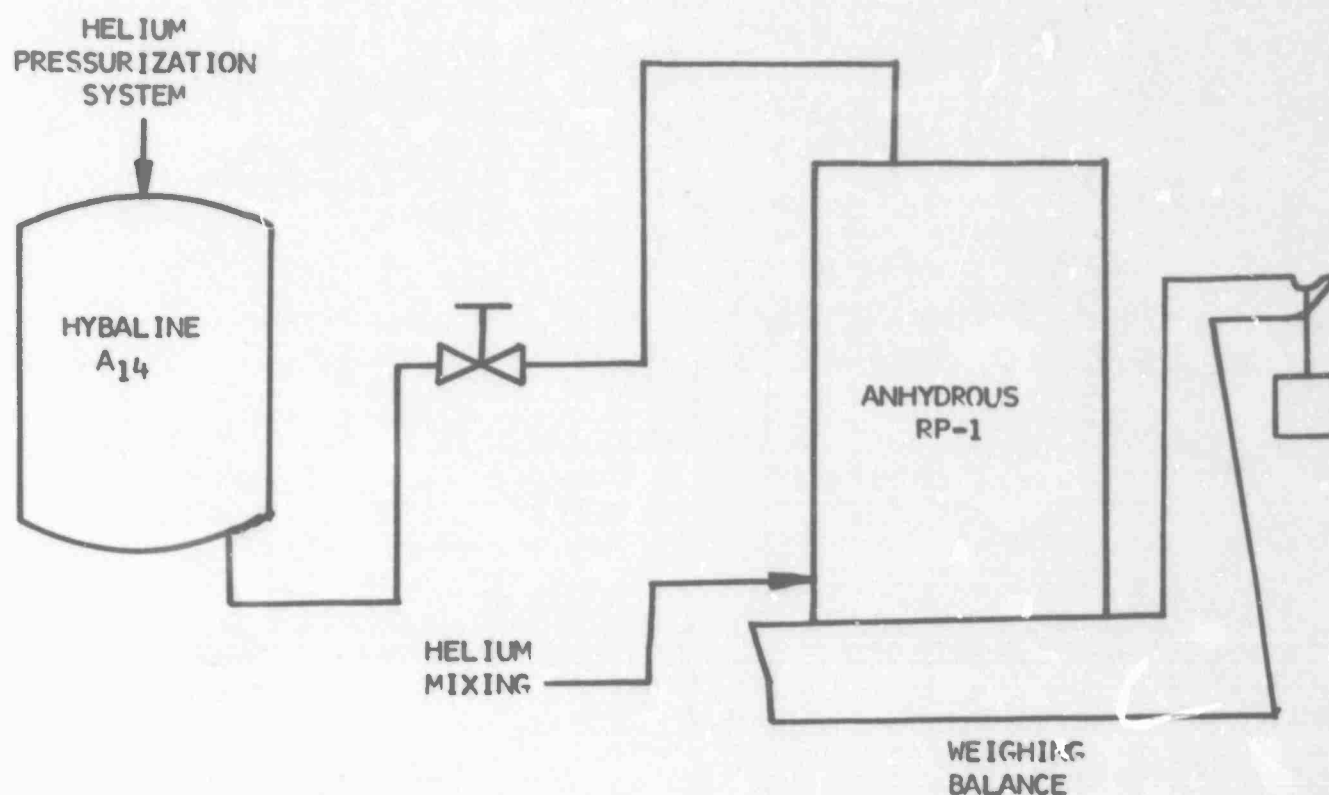 HELIUM
PRESSURIZATION
SYSTEM
HYBALINE
A14
ANHYDROUS
RP-1
HELIUM
MIXING
WEIGHING
BALANCE